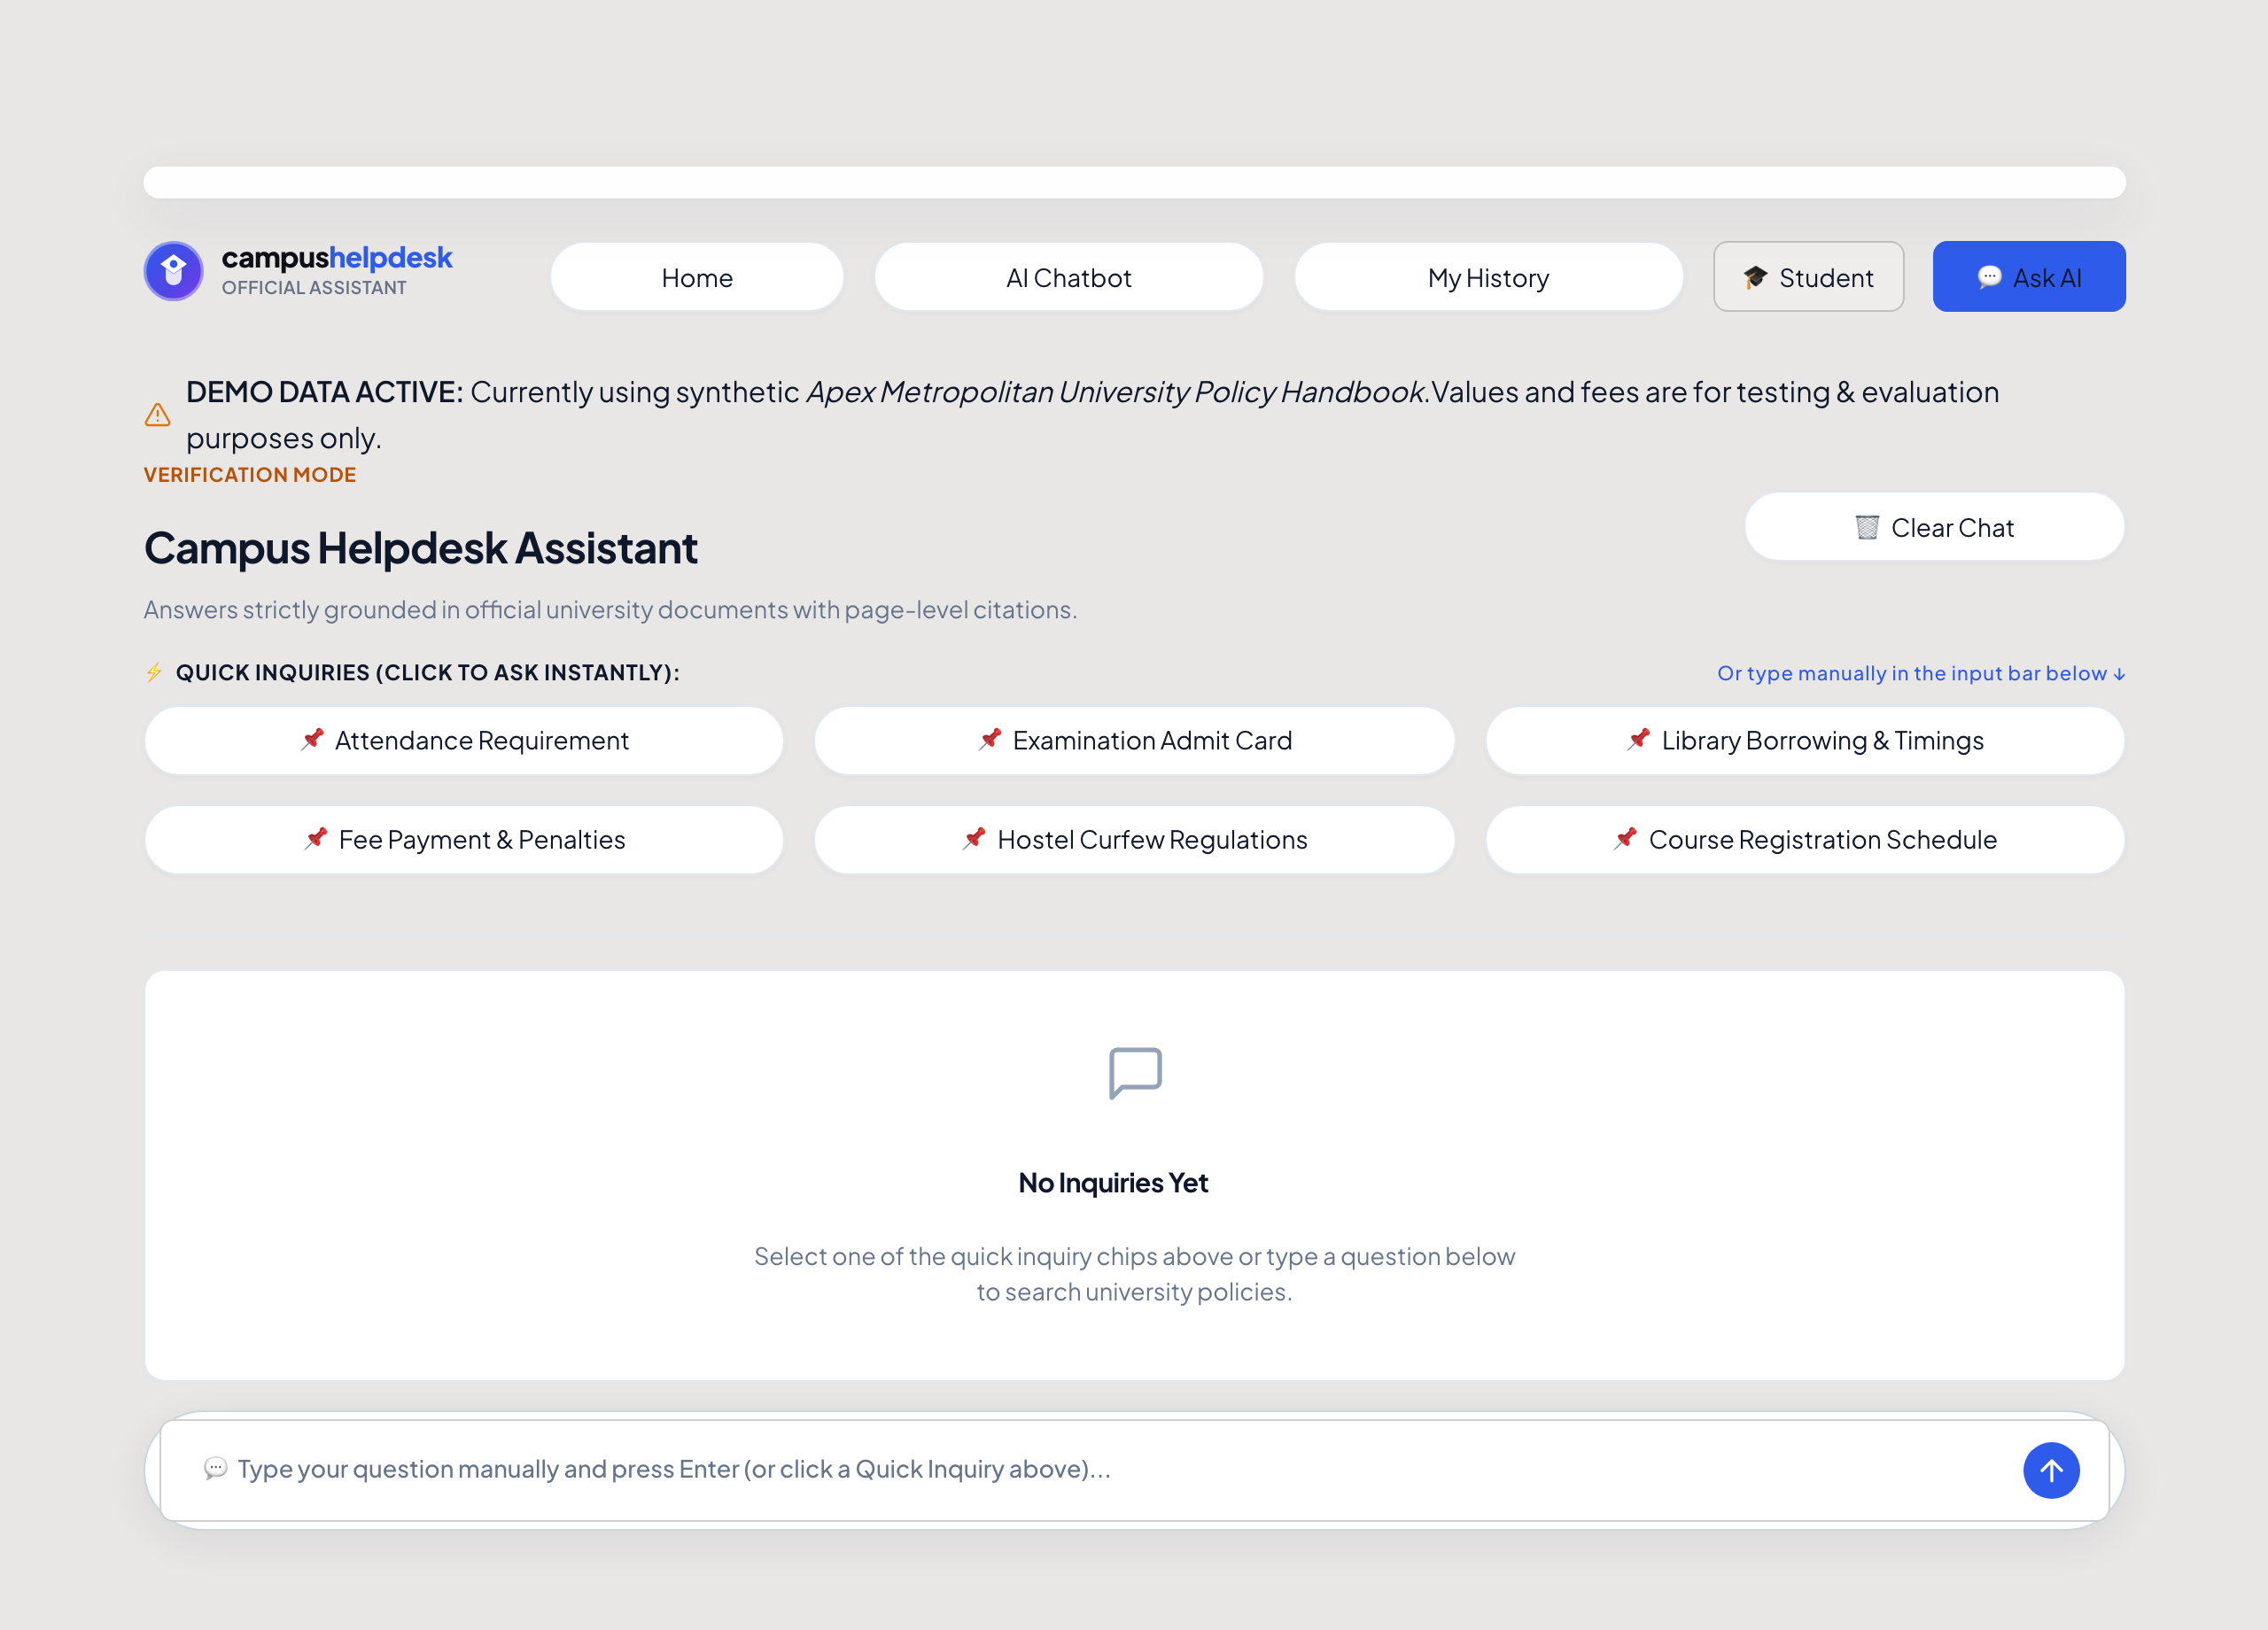 campushelpdesk
OFFICIAL ASSISTANT
Home
AI Chatbot
My History
🎓 Student
💬 Ask AI
DEMO DATA ACTIVE: Currently using synthetic Apex Metropolitan University Policy Handbook.Values and fees are for testing & evaluation
purposes only.
VERIFICATION MODE
Campus Helpdesk Assistant
🗑️ Clear Chat
Answers strictly grounded in official university documents with page-level citations.
⚡ QUICK INQUIRIES (CLICK TO ASK INSTANTLY):
Or type manually in the input bar below ↓
📌 Attendance Requirement
📌 Examination Admit Card
📌 Library Borrowing & Timings
📌 Fee Payment & Penalties
📌 Hostel Curfew Regulations
📌 Course Registration Schedule
No Inquiries Yet
Select one of the quick inquiry chips above or type a question below
to search university policies.
💬 Type your question manually and press Enter (or click a Quick Inquiry above)...